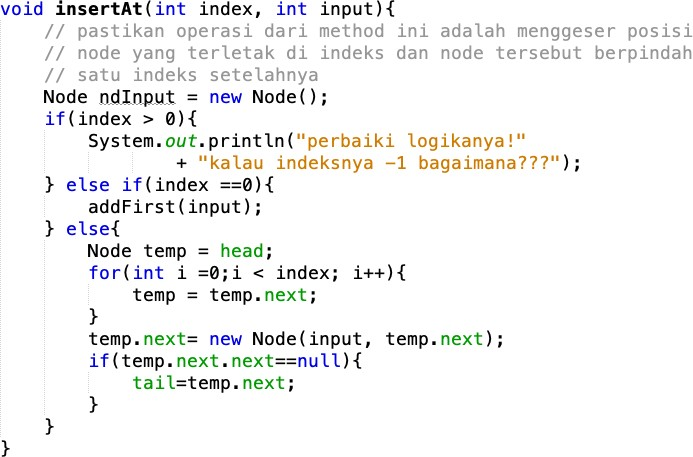 void insertAt(int index, int input){
// pastikan operasi dari method ini adalah menggeser posisi
// node yang terletak di indeks dan node tersebut berpindah
// satu indeks setelahnya
Node ndInput = new Node();
if(index > 0){
System.out.println("perbaiki logikanya!"
+ "kalau indeksnya -1 bagaimana???");
} else if(index ==0){
addFirst(input);
} else{
Node temp = head;
for(int i =0;i < index; i++){
temp = temp.next;
}
temp.next= new Node(input, temp.next);
if(temp.next.next==null){
tail=temp.next;
}
}
}